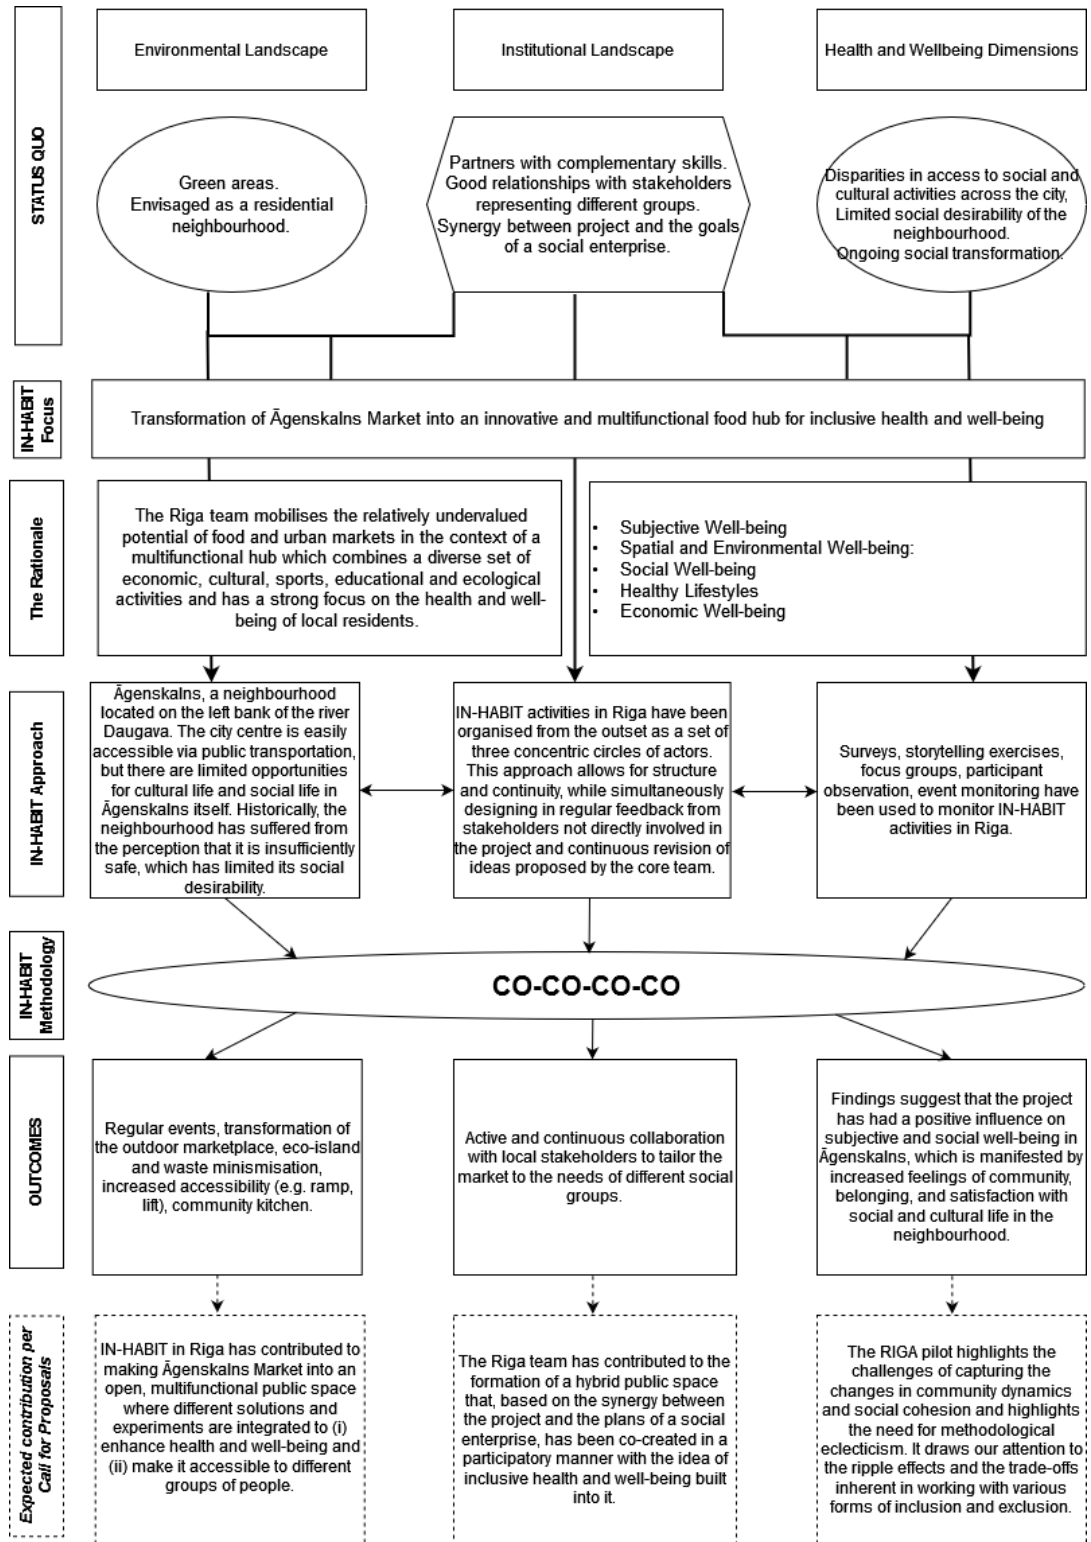 Environmental Landscape
Institutional Landscape
Health and Wellbeing Dimensions
STATUS QUO
Green areas.
Envisaged as a residential
neighbourhood.
Partners with complementary skills.
Good relationships with stakeholders
representing different groups.
Synergy between project and the goals
of a social enterprise.
Disparities in access to social and
cultural activities across the city,
Limited social desirability of the
neighbourhood.
Ongoing social transformation.
IN-HABIT
Focus
Transformation of Āgenskalns Market into an innovative and multifunctional food hub for inclusive health and well-being
The Rationale
The Riga team mobilises the relatively undervalued
potential of food and urban markets in the context of a
multifunctional hub which combines a diverse set of
economic, cultural, sports, educational and ecological
activities and has a strong focus on the health and well-
being of local residents.
• Subjective Well-being
• Spatial and Environmental Well-being:
• Social Well-being
• Healthy Lifestyles
• Economic Well-being
IN-HABIT Approach
Āgenskalns, a neighbourhood
located on the left bank of the river
Daugava. The city centre is easily
accessible via public transportation,
but there are limited opportunities
for cultural life and social life in
Āgenskalns itself. Historically, the
neighbourhood has suffered from
the perception that it is insufficiently
safe, which has limited its social
desirability.
IN-HABIT activities in Riga have been
organised from the outset as a set of
three concentric circles of actors.
This approach allows for structure
and continuity, while simultaneously
designing in regular feedback from
stakeholders not directly involved in
the project and continuous revision of
ideas proposed by the core team.
Surveys, storytelling exercises,
focus groups, participant
observation, event monitoring have
been used to monitor IN-HABIT
activities in Riga.
IN-HABIT
Methodology
CO-CO-CO-CO
OUTCOMES
Regular events, transformation of
the outdoor marketplace, eco-island
and waste minismisation,
increased accessibility (e.g. ramp,
lift), community kitchen.
Active and continuous collaboration
with local stakeholders to tailor the
market to the needs of different social
groups.
Findings suggest that the project
has had a positive influence on
subjective and social well-being in
Āgenskalns, which is manifested by
increased feelings of community,
belonging, and satisfaction with
social and cultural life in the
neighbourhood.
Expected contribution per
Call for Proposals
IN-HABIT in Riga has contributed to
making Āgenskalns Market into an
open, multifunctional public space
where different solutions and
experiments are integrated to (i)
enhance health and well-being and
(ii) make it accessible to different
groups of people.
The Riga team has contributed to the
formation of a hybrid public space
that, based on the synergy between
the project and the plans of a social
enterprise, has been co-created in a
participatory manner with the idea of
inclusive health and well-being built
into it.
The RIGA pilot highlights the
challenges of capturing the
changes in community dynamics
and social cohesion and highlights
the need for methodological
eclecticism. It draws our attention to
the ripple effects and the trade-offs
inherent in working with various
forms of inclusion and exclusion.